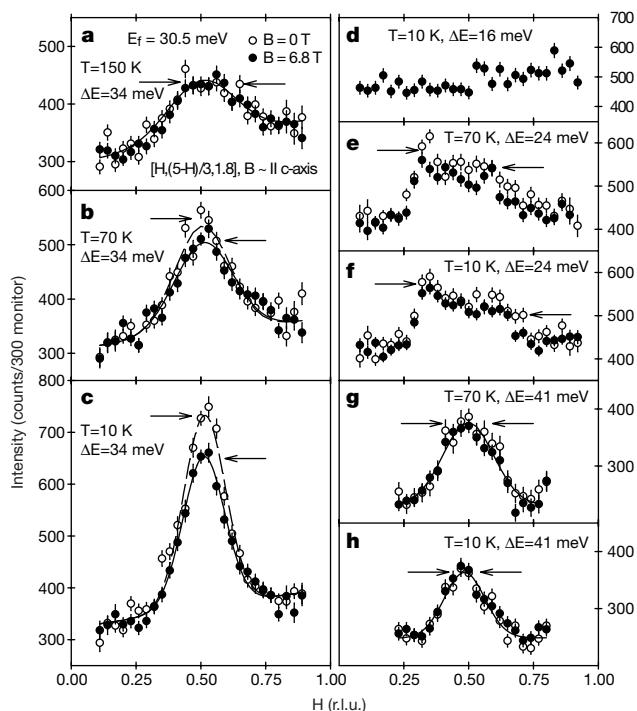 a
E_f = 30.5 meV
B = 0 T
B = 6.8 T
T=150 K
ΔE=34 meV
[H,(5-H)/3,1.8], B ~ II c-axis
500
400
300
600
b
T=70 K
ΔE=34 meV
500
400
300
800
c
T=10 K
ΔE=34 meV
700
600
500
400
300
0.00
0.25
0.50
0.75
d
T=10 K, ΔE=16 meV
700
600
500
400
e
T=70 K, ΔE=24 meV
600
500
400
f
T=10 K, ΔE=24 meV
600
500
400
g
T=70 K, ΔE=41 meV
400
300
h
T=10 K, ΔE=41 meV
400
300
0.00
0.25
0.50
0.75
1.00
Intensity (counts/300 monitor)
H (r.l.u.)